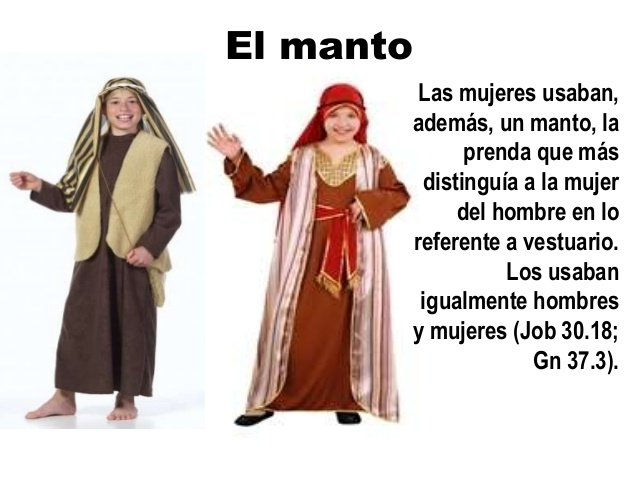 El manto
Las mujeres usaban,
además, un manto, la
prenda que más
distinguía a la mujer
del hombre en lo
referente a vestuario.
Los usaban
igualmente hombres
y mujeres (Job 30.18;
Gn 37.3).